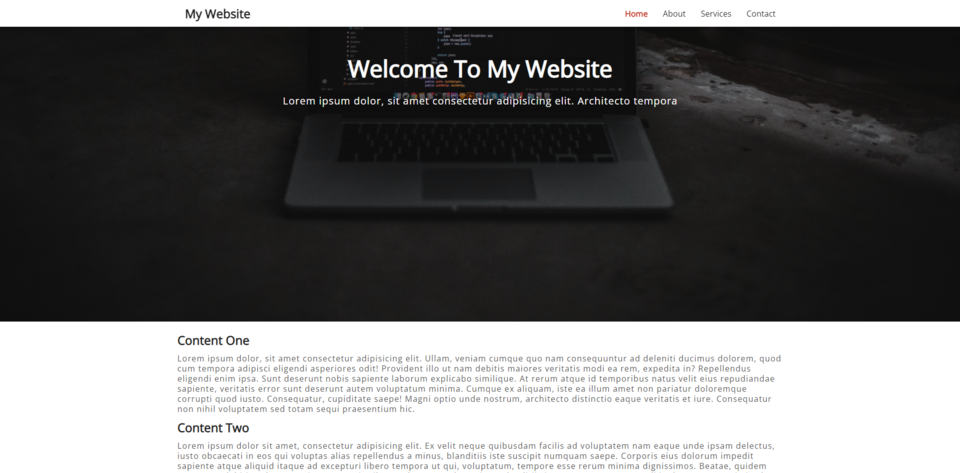 My Website
Home
About
Services
Contact
Welcome To My Website
Lorem ipsum dolor, sit amet consectetur adipisicing elit. Architecto tempora
Content One
Lorem ipsum dolor, sit amet consectetur adipisicing elit. Ullam, veniam cumque quo nam consequuntur ad deleniti ducimus dolorem, quod
cum tempora adipisci eligendi asperiores odit! Provident illo ut nam debitis maiores veritatis modi ea rem, expedita in? Repellendus
eligendi enim ipsa. Sunt deserunt nobis sapiente laborum explicabo similique. At rerum atque id temporibus natus velit eius repudiandae
sapiente, veritatis error sunt deserunt autem voluptatum minima. Cumque ex aliquam, iste ea illum amet non pariatur doloremque
corrupti quod iusto. Consequatur, cupiditate saepe! Magni optio unde nostrum, architecto distinctio eaque veritatis et iure. Consequatur
non nihil voluptatem sed totam sequi praesentium hic.
Content Two
Lorem ipsum dolor sit amet, consectetur adipisicing elit. Ex velit neque quibusdam facilis ad voluptatem nam eaque unde ipsam delectus,
iusto obcaecati in eos qui voluptas alias repellendus a minus, blanditiis iste suscipit numquam saepe. Corporis eius dolorum impedit
sapiente atque aliquid itaque ad excepturi libero tempora ut qui, voluptatum, tempore esse rerum minima dignissimos. Beatae, quidem